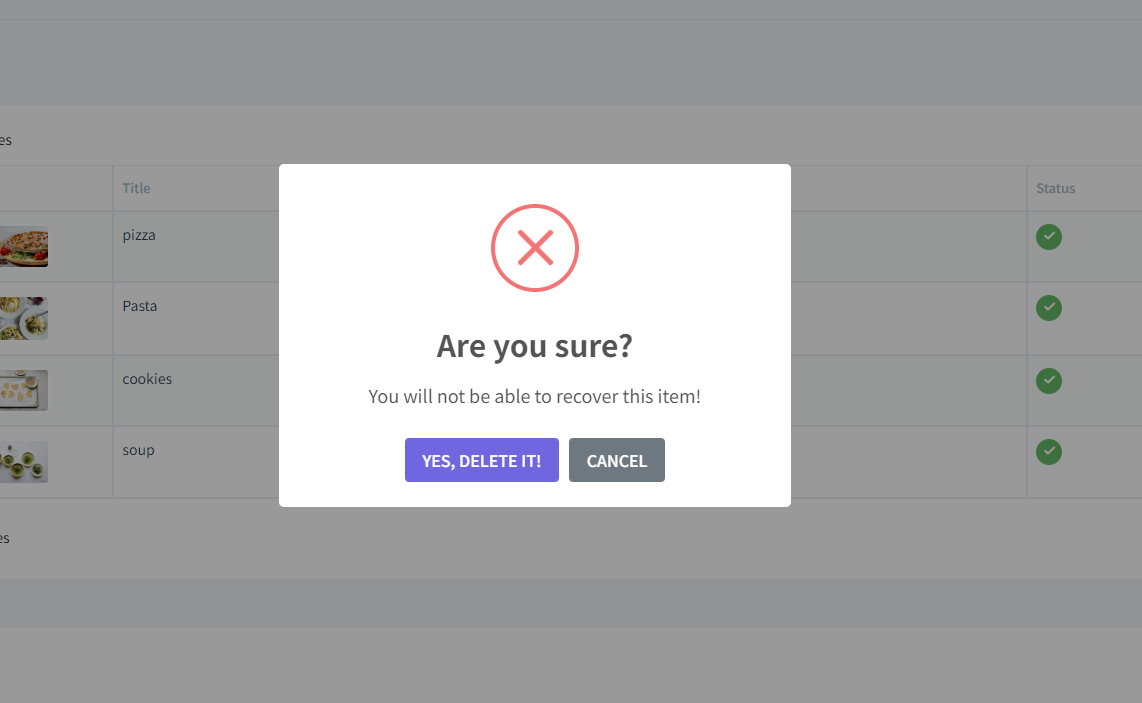 es
Title
Status
pizza
Pasta
cookies
soup
es
Are you sure?
You will not be able to recover this item!
YES, DELETE IT!
CANCEL